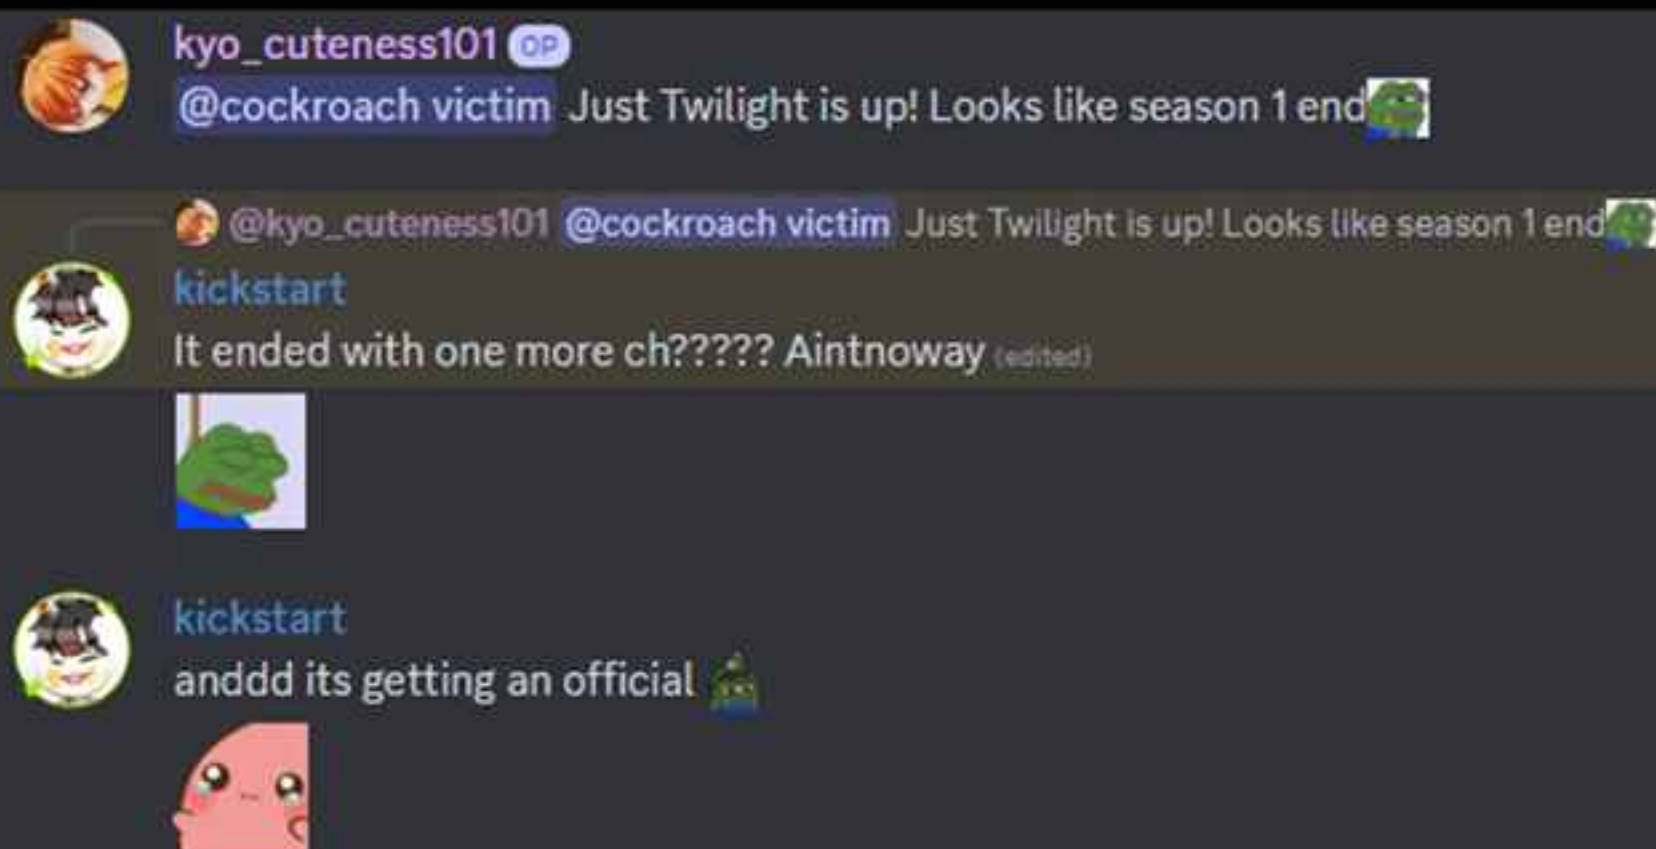 kyo_cuteness101 OP
@cockroach victim Just Twilight is up! Looks like season 1 end
@kyo_cuteness101 @cockroach victim Just Twilight is up! Looks like season 1 end
kickstart
It ended with one more ch????? Aintnoway (edited)
kickstart
anddd its getting an official